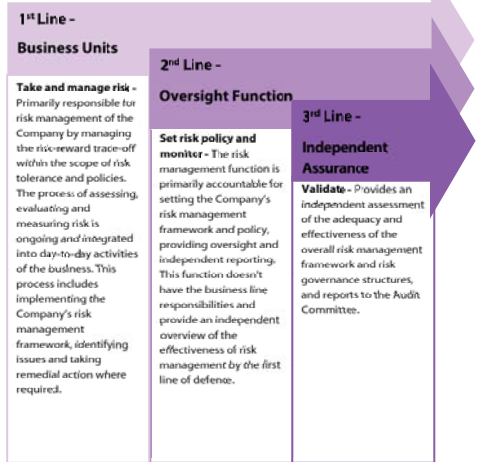 1st Line -
Business Units
Take and manage risk -
Primarily responsible for
risk management of the
Company by managing
the risk-reward trade-off
within the scope of risk
tolerance and policies.
The process of assessing,
evaluating and
measuring risk is
ongoing and integrated
into day-to-day activities
of the business. This
process includes
implementing the
Company's risk
management
framework, identifying
issues and taking
remedial action where
required.
2nd Line -
Oversight Function
Set risk policy and
monitor - The risk
management function is
primarily accountable for
setting the Company's
risk management
framework and policy,
providing oversight and
independent reporting.
This function doesn't
have the business line
responsibilities and
provide an independent
overview of the
effectiveness of risk
management by the first
line of defence.
3rd Line -
Independent
Assurance
Validate - Provides an
independent assessment
of the adequacy and
effectiveness of the
overall risk management
framework and risk
governance structures,
and reports to the Audit
Committee.